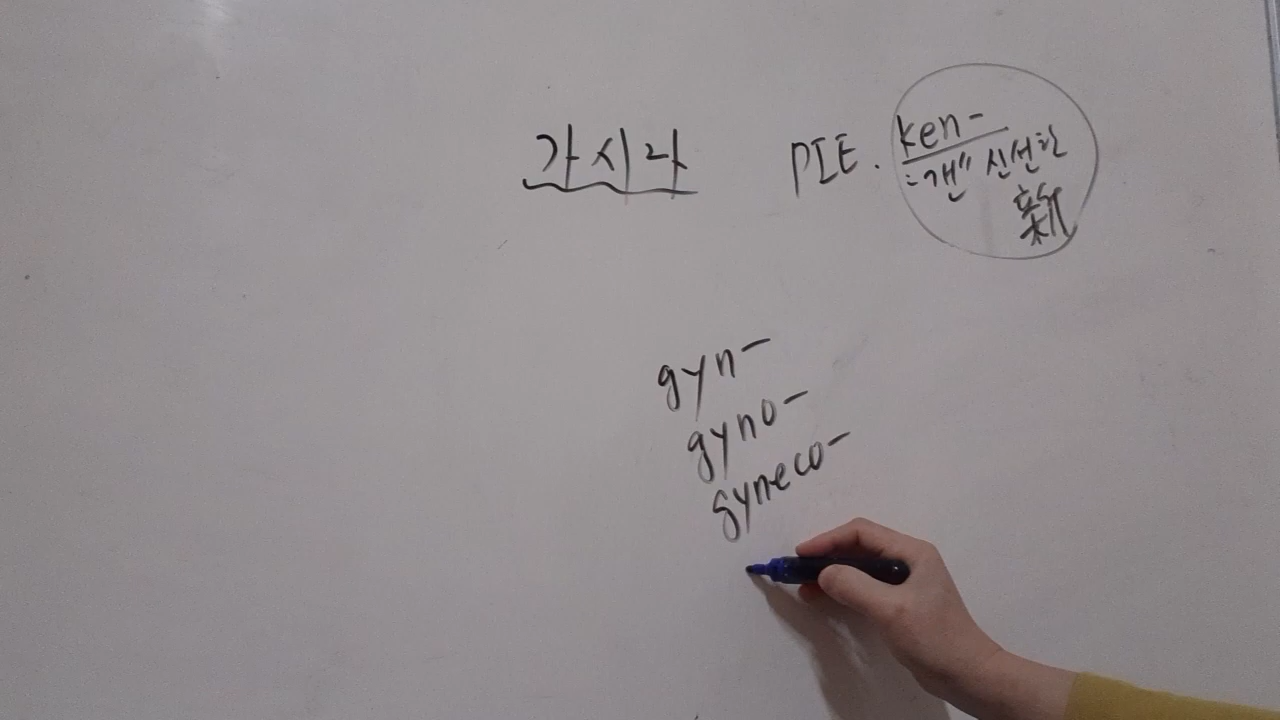 가시나
PIE. ken-
"갠" 신선한
新
gyn-
gyno-
gyneco-